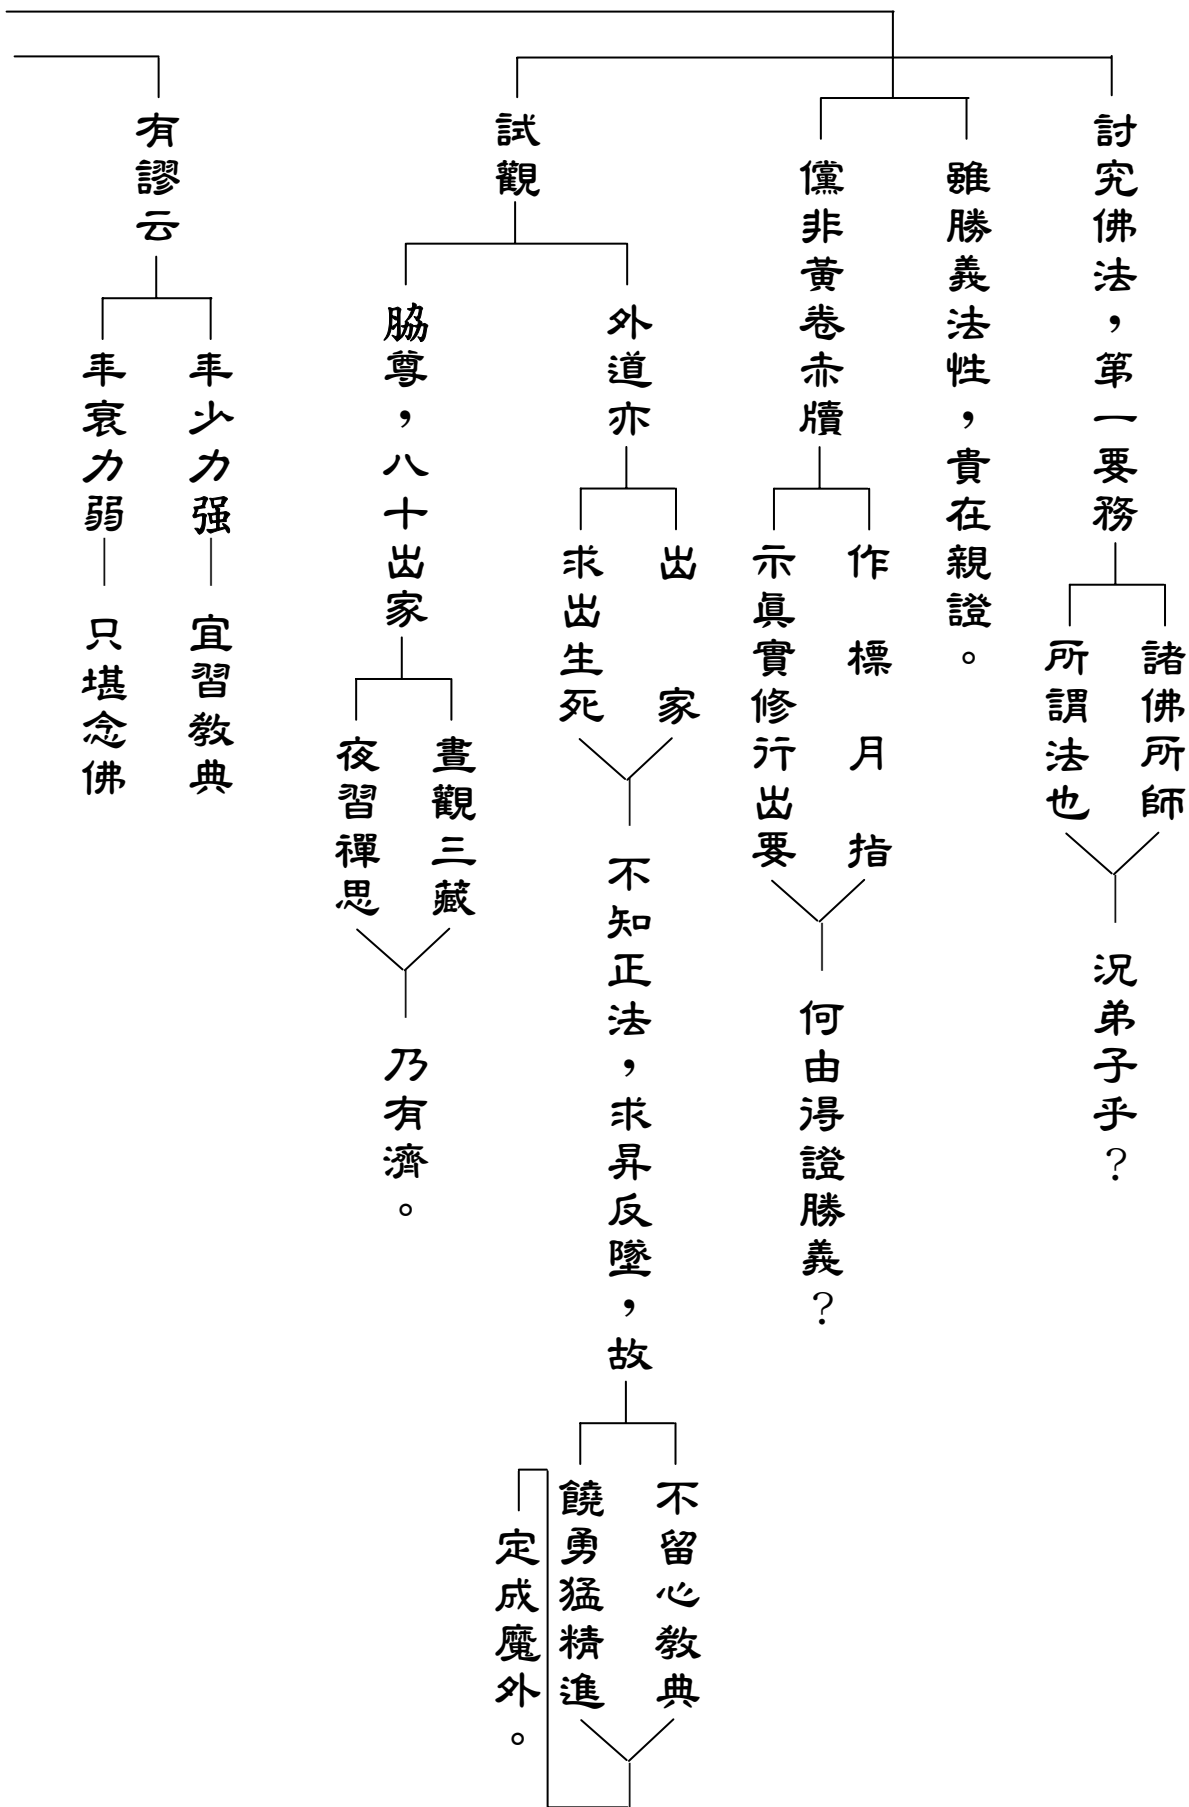 討究佛法，第一要務
諸佛所師
所謂法也
況弟子乎？
雖勝義法性，貴在親證。
儻非黃卷赤牘
作標月指
示真實修行出要
何由得證勝義？
試觀
外道亦
出家
求出生死
不知正法，求昇反墜，故
不留心教典
饒勇猛精進
定成魔外。
脇尊，八十出家
晝觀三藏
夜習禪思
乃有濟。
有謬云
年少力强
宜習教典
年衰力弱
只堪念佛